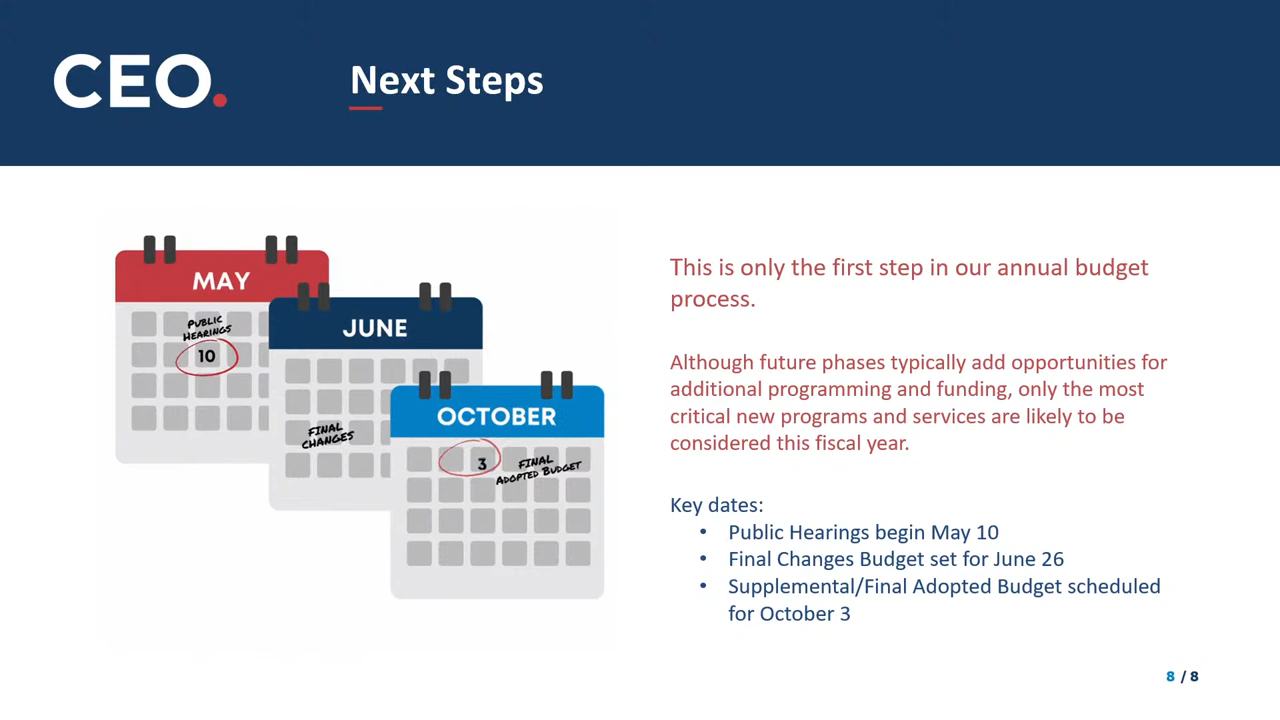 CEO.
Next Steps
MAY
PUBLIC
HEARINGS
10
JUNE
FINAL
CHANGES
OCTOBER
3
FINAL
ADOPTED BUDGET
This is only the first step in our annual budget
process.
Although future phases typically add opportunities for
additional programming and funding, only the most
critical new programs and services are likely to be
considered this fiscal year.
Key dates:
• Public Hearings begin May 10
• Final Changes Budget set for June 26
• Supplemental/Final Adopted Budget scheduled
for October 3
8 / 8